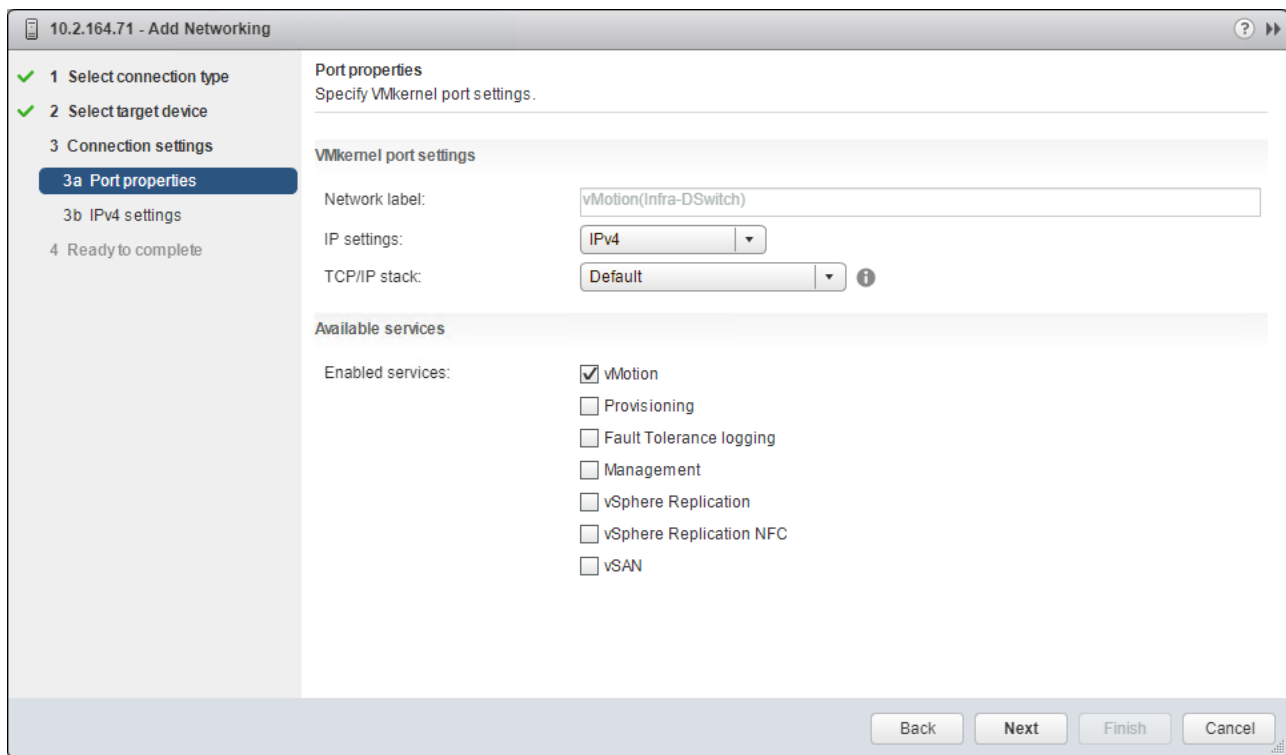 10.2.164.71 - Add Networking
?
1 Select connection type
2 Select target device
3 Connection settings
3a Port properties
3b IPv4 settings
4 Ready to complete
Port properties
Specify VMkernel port settings.
VMkernel port settings
Network label: vMotion(Infra-DSwitch)
IP settings: IPv4
TCP/IP stack: Default
Available services
Enabled services: vMotion
Provisioning
Fault Tolerance logging
Management
vSphere Replication
vSphere Replication NFC
vSAN
Back Next Finish Cancel